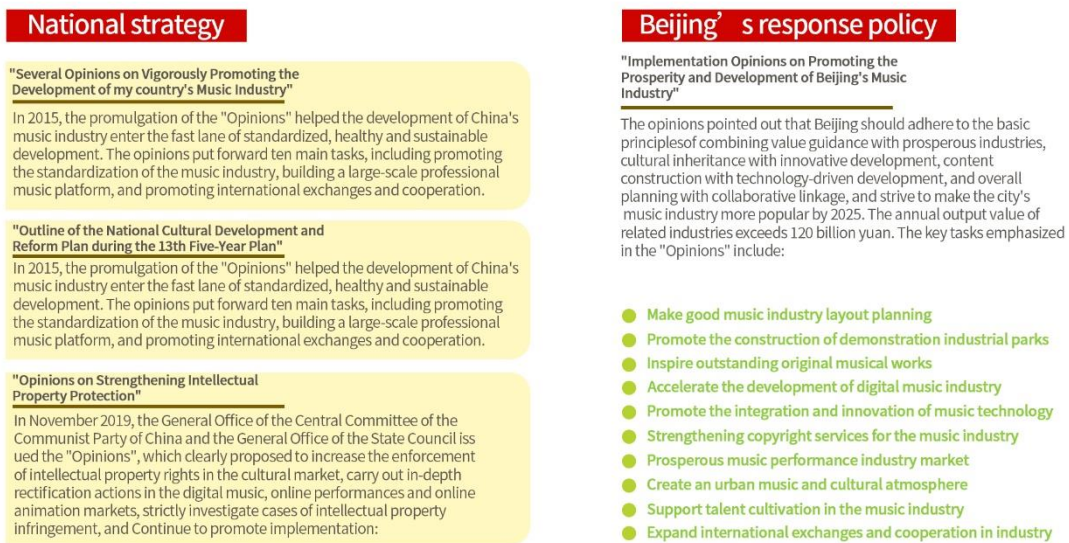 National strategy
"Several Opinions on Vigorously Promoting the
Development of my country's Music Industry"
In 2015, the promulgation of the "Opinions" helped the development of China's
music industry enter the fast lane of standardized, healthy and sustainable
development. The opinions put forward ten main tasks, including promoting
the standardization of the music industry, building a large-scale professional
music platform, and promoting international exchanges and cooperation.
"Outline of the National Cultural Development and
Reform Plan during the 13th Five-Year Plan"
In 2015, the promulgation of the "Opinions" helped the development of China's
music industry enter the fast lane of standardized, healthy and sustainable
development. The opinions put forward ten main tasks, including promoting
the standardization of the music industry, building a large-scale professional
music platform, and promoting international exchanges and cooperation.
"Opinions on Strengthening Intellectual
Property Protection"
In November 2019, the General Office of the Central Committee of the
Communist Party of China and the General Office of the State Council iss
ued the "Opinions", which clearly proposed to increase the enforcement
of intellectual property rights in the cultural market, carry out in-depth
rectification actions in the digital music, online performances and online
animation markets, strictly investigate cases of intellectual property
infringement, and Continue to promote implementation:
Beijing’ s response policy
"Implementation Opinions on Promoting the
Prosperity and Development of Beijing's Music
Industry"
The opinions pointed out that Beijing should adhere to the basic
principlesof combining value guidance with prosperous industries,
cultural inheritance with innovative development, content
construction with technology-driven development, and overall
planning with collaborative linkage, and strive to make the city's
music industry more popular by 2025. The annual output value of
related industries exceeds 120 billion yuan. The key tasks emphasized
in the "Opinions" include:
Make good music industry layout planning
Promote the construction of demonstration industrial parks
Inspire outstanding original musical works
Accelerate the development of digital music industry
Promote the integration and innovation of music technology
Strengthening copyright services for the music industry
Prosperous music performance industry market
Create an urban music and cultural atmosphere
Support talent cultivation in the music industry
Expand international exchanges and cooperation in industry